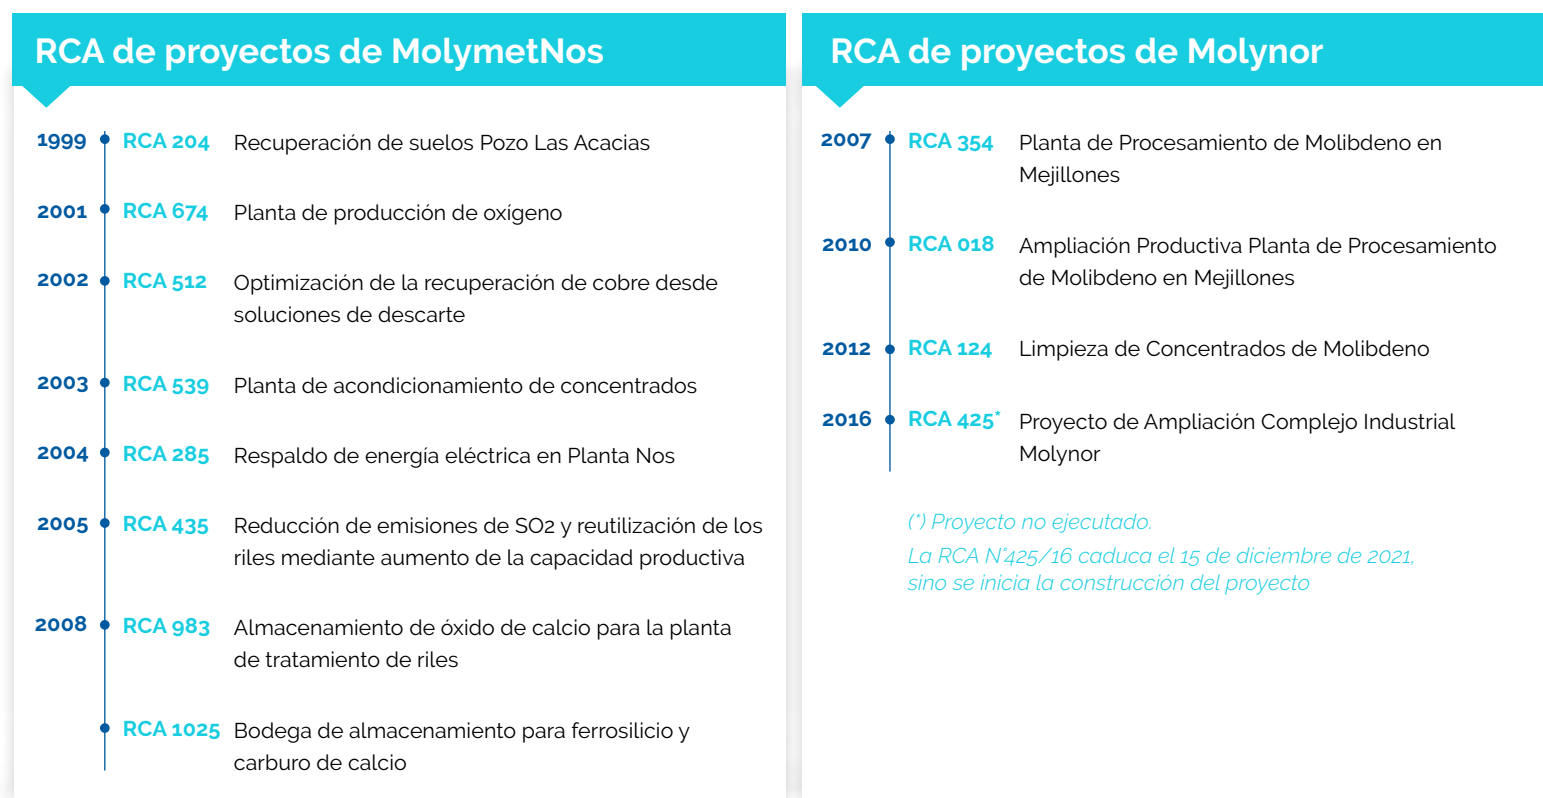 RCA de proyectos de MolymetNos
1999 RCA 204 Recuperación de suelos Pozo Las Acacias
2001 RCA 674 Planta de producción de oxígeno
2002 RCA 512 Optimización de la recuperación de cobre desde
soluciones de descarte
2003 RCA 539 Planta de acondicionamiento de concentrados
2004 RCA 285 Respaldo de energía eléctrica en Planta Nos
2005 RCA 435 Reducción de emisiones de SO2 y reutilización de los
riles mediante aumento de la capacidad productiva
2008 RCA 983 Almacenamiento de óxido de calcio para la planta
de tratamiento de riles
RCA 1025 Bodega de almacenamiento para ferrosilicio y
carburo de calcio
RCA de proyectos de Molynor
2007 RCA 354 Planta de Procesamiento de Molibdeno en
Mejillones
2010 RCA 018 Ampliación Productiva Planta de Procesamiento
de Molibdeno en Mejillones
2012 RCA 124 Limpieza de Concentrados de Molibdeno
2016 RCA 425* Proyecto de Ampliación Complejo Industrial
Molynor
(*) Proyecto no ejecutado.
La RCA N°425/16 caduca el 15 de diciembre de 2021,
sino se inicia la construcción del proyecto